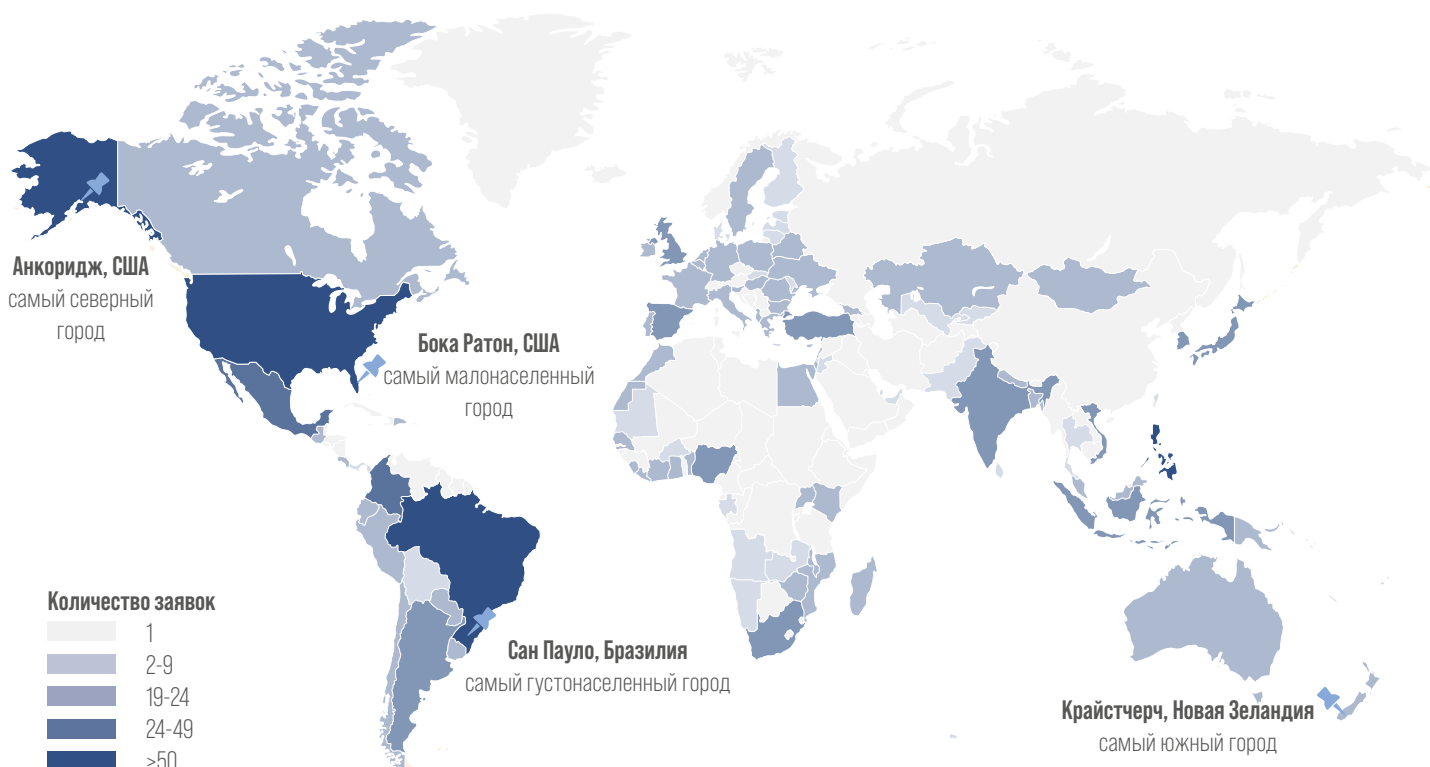 Анкоридж, США
самый северный
город
Бока Ратон, США
самый малонаселенный
город
Количество заявок
1
2-9
19-24
24-49
>50
Сан Пауло, Бразилия
самый густонаселенный город
Крайстчерч, Новая Зеландия
самый южный город